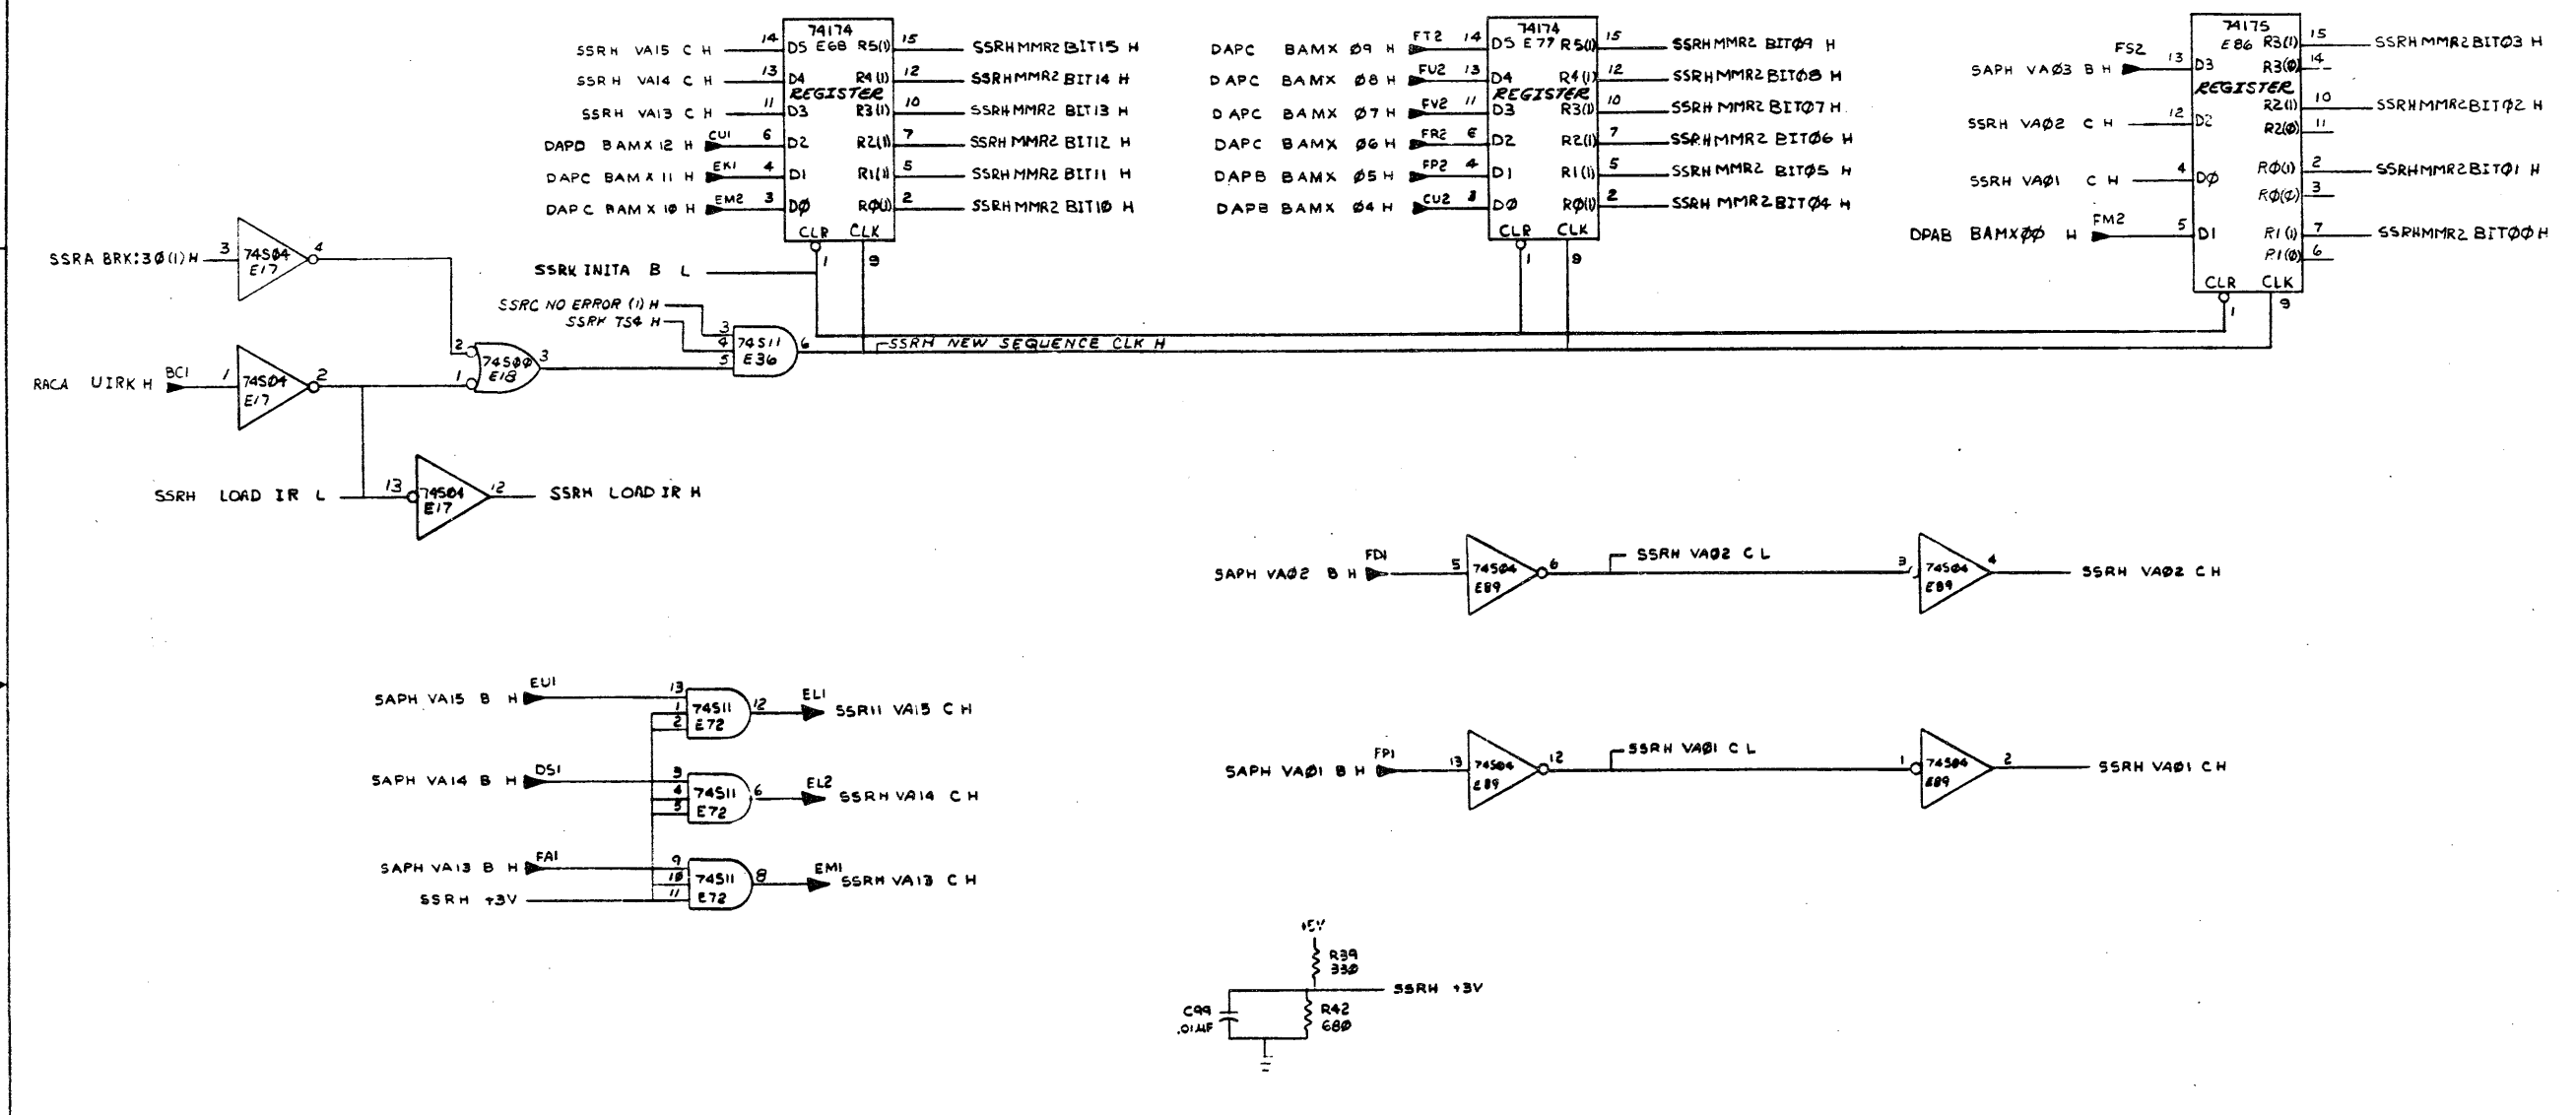 74174
E68
REGISTER
SSRH VA15 C H 14 D5 R5(1) 15 SSRH MMR2 BIT15 H
SSRH VA14 C H 13 D4 R4(1) 12 SSRH MMR2 BIT14 H
SSRH VA13 C H 11 D3 R3(1) 10 SSRH MMR2 BIT13 H
DAPD BAMX 12 H CU1 6 D2 R2(1) 7 SSRH MMR2 BIT12 H
DAPC BAMX 11 H EK1 4 D1 R1(1) 5 SSRH MMR2 BIT11 H
DAPC BAMX 10 H EM2 3 DØ RØ(1) 2 SSRH MMR2 BIT1Ø H
CLR CLK
1 9
74174
E77
REGISTER
DAPC BAMX Ø9 H FT2 14 D5 R5(1) 15 SSRH MMR2 BITØ9 H
DAPC BAMX Ø8 H FU2 13 D4 R4(1) 12 SSRH MMR2 BITØ8 H
DAPC BAMX Ø7 H FV2 11 D3 R3(1) 10 SSRH MMR2 BITØ7 H
DAPC BAMX Ø6 H FR2 6 D2 R2(1) 7 SSRH MMR2 BITØ6 H
DAPB BAMX Ø5 H FP2 4 D1 R1(1) 5 SSRH MMR2 BITØ5 H
DAPB BAMX Ø4 H CU2 3 DØ RØ(1) 2 SSRH MMR2 BITØ4 H
CLR CLK
1 9
74175
E86
REGISTER
SAPH VAØ3 B H FS2 13 D3 R3(1) 15 SSRH MMR2 BITØ3 H
R3(Ø) 14
SSRH VAØ2 C H 12 D2 R2(1) 10 SSRH MMR2 BITØ2 H
R2(Ø) 11
SSRH VAØ1 C H 4 DØ RØ(1) 2 SSRH MMR2 BITØ1 H
RØ(Ø) 3
DPAB BAMXØØ H FM2 5 D1 R1(1) 7 SSRH MMR2 BITØØ H
R1(Ø) 6
CLR CLK
1 9
SSRA BRK:3Ø(1)H 3 74SØ4 E17 4
SSRK INITA B L
SSRC NO ERROR (1) H
SSRK TS4 H
3 4 5 74S11 E36 6 SSRH NEW SEQUENCE CLK H
2 1 74SØØ E18 3
RACA UIRK H BC1 1 74SØ4 E17 2
SSRH LOAD IR L 13 74SØ4 E17 12 SSRH LOAD IR H
SAPH VAØ2 B H FD1 5 74SØ4 E89 6 SSRH VAØ2 C L 3 74SØ4 E89 4 SSRH VAØ2 C H
SAPH VA15 B H EU1 13 1 2 74S11 E72 12 EL1 SSRH VA15 C H
SAPH VAØ1 B H FP1 13 74SØ4 E89 12 SSRH VAØ1 C L 1 74SØ4 E89 2 SSRH VAØ1 C H
SAPH VA14 B H DS1 3 4 5 74S11 E72 6 EL2 SSRH VA14 C H
SAPH VA13 B H FA1 9 10 11 74S11 E72 8 EM1 SSRH VA13 C H
SSRH +3V
+5V
R39
330
SSRH +3V
C99
.01µF
R42
680